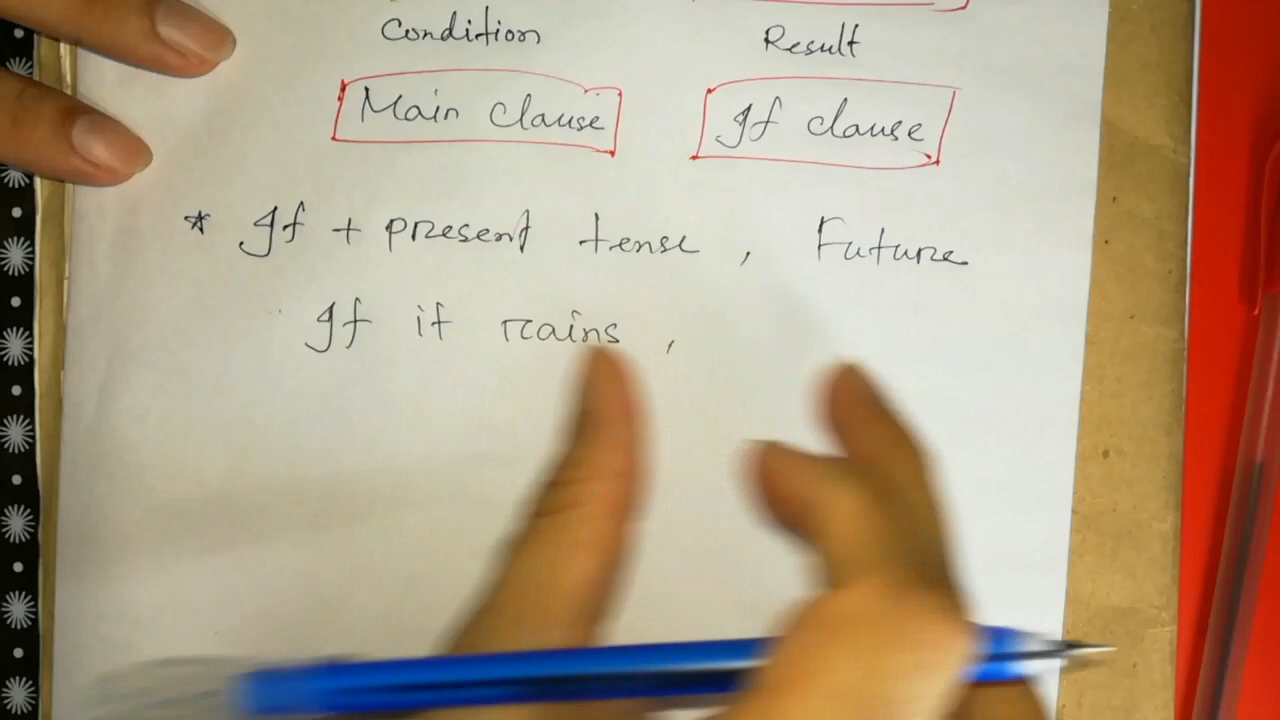 Condition Result
Main Clause If clause
* If + present tense, Future
If it rains,